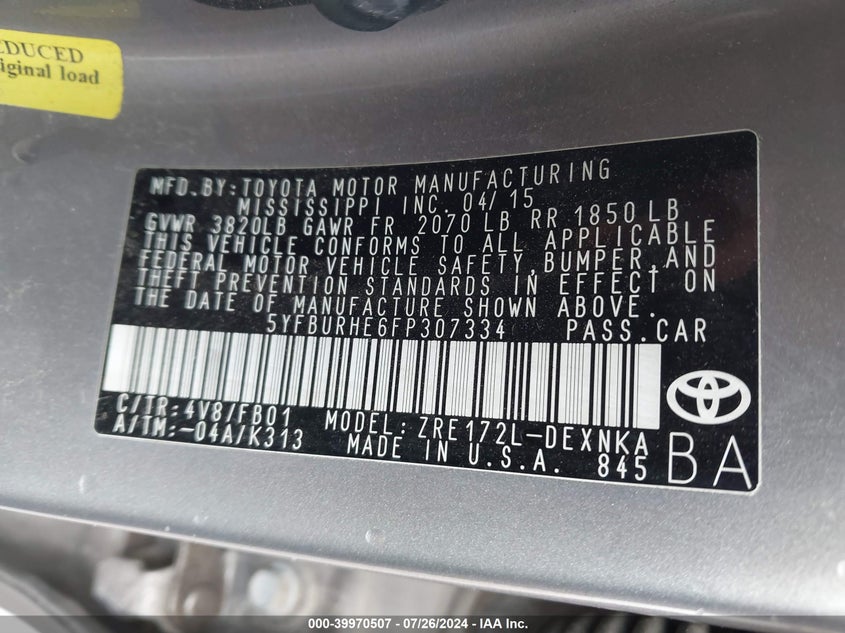 EDUCED
iginal load
MFD.BY:TOYOTA MOTOR MANUFACTURING
MISSISSIPPI INC. 04/15
GVWR 3820LB GAWR FR 2070 LB RR 1850 LB
THIS VEHICLE CONFORMS TO ALL APPLICABLE
FEDERAL MOTOR VEHICLE SAFETY,BUMPER,AND
THEFT PREVENTION STANDARDS IN EFFECT ON
THE DATE OF MANUFACTURE SHOWN ABOVE.
5YFBURHE6FP307334 PASS.CAR
C/TR:4V8/FB01 MODEL: ZRE172L-DEXNKA
A/TM:-04A/K313 MADE IN U.S.A. 845
BA
000-39970507 - 07/26/2024 - IAA, Inc.